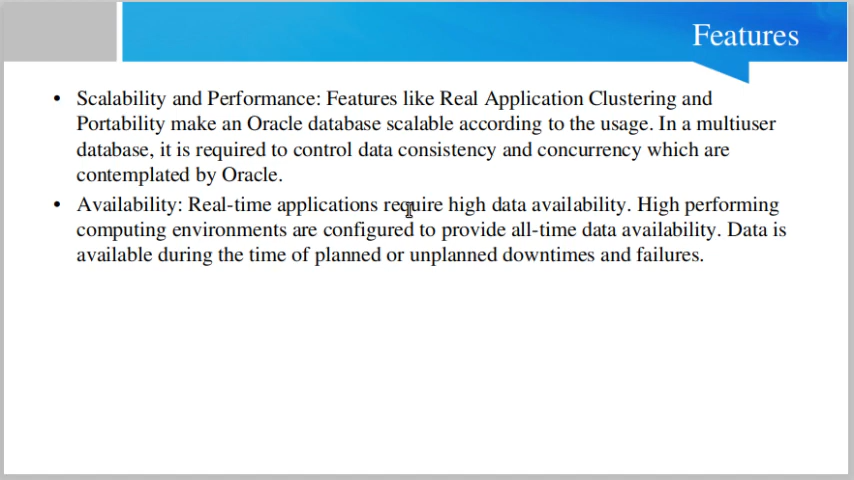 Features
• Scalability and Performance: Features like Real Application Clustering and
Portability make an Oracle database scalable according to the usage. In a multiuser
database, it is required to control data consistency and concurrency which are
contemplated by Oracle.
• Availability: Real-time applications require high data availability. High performing
computing environments are configured to provide all-time data availability. Data is
available during the time of planned or unplanned downtimes and failures.